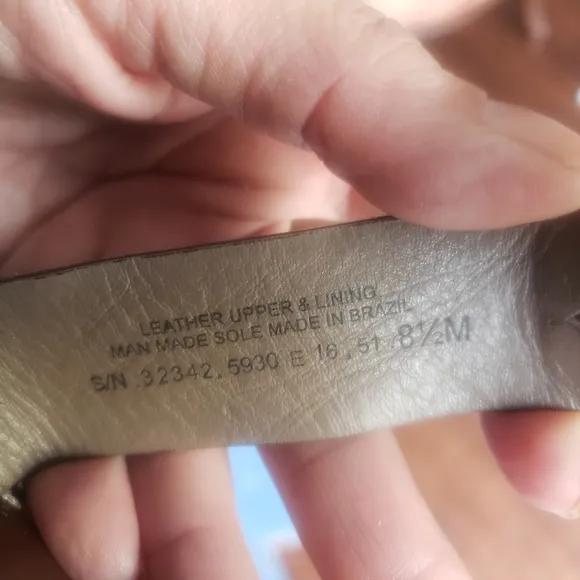 LEATHER UPPER & LINING
MAN MADE SOLE MADE IN BRAZIL
S/N .32342.5930 E 16.51.8½M